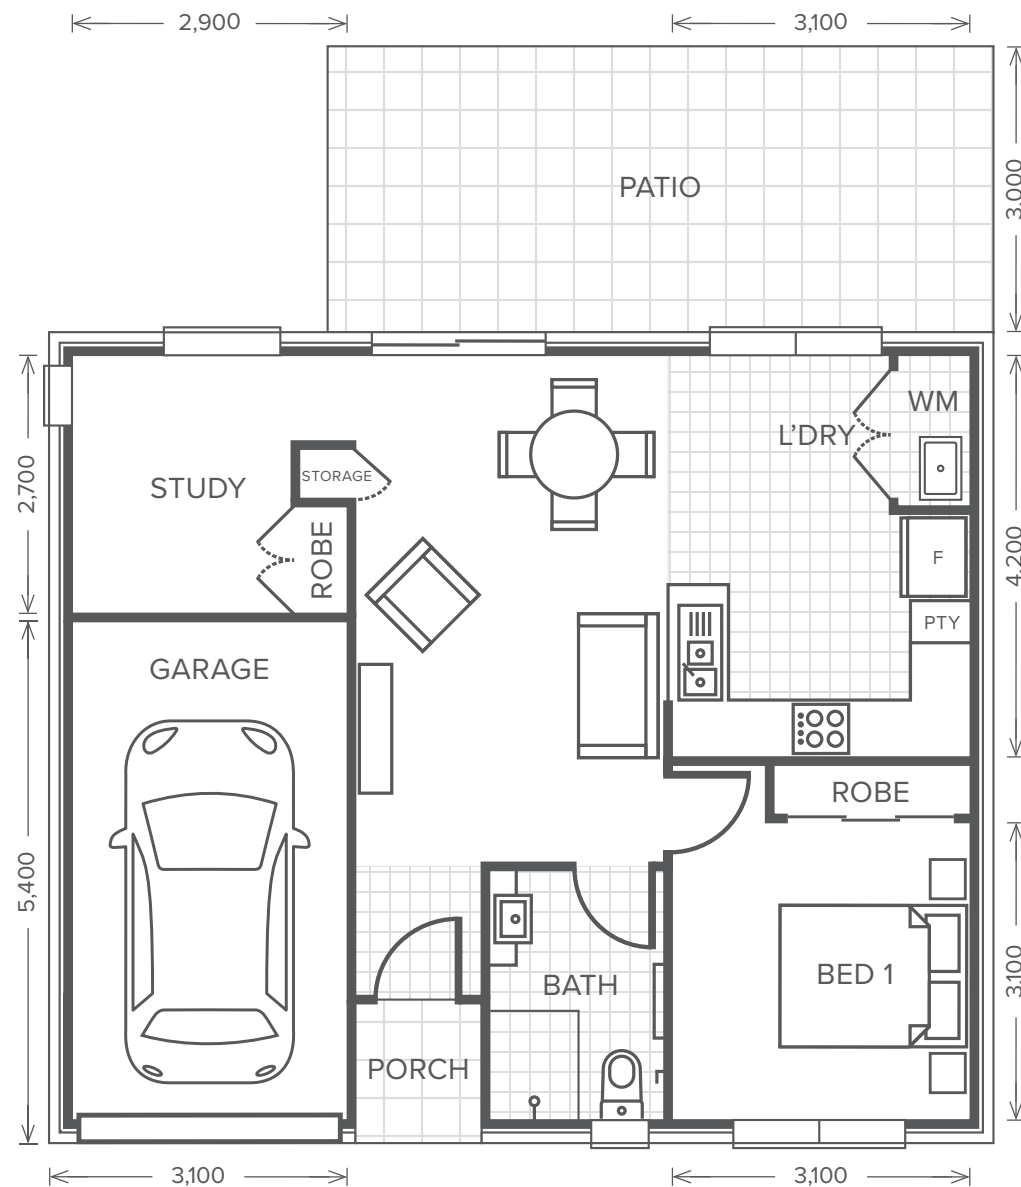 2,900
3,100
PATIO
3,000
WM
L'DRY
STUDY
STORAGE
2,700
ROBE
F
4,200
PTY
GARAGE
ROBE
5,400
BED 1
BATH
3,100
PORCH
3,100
3,100